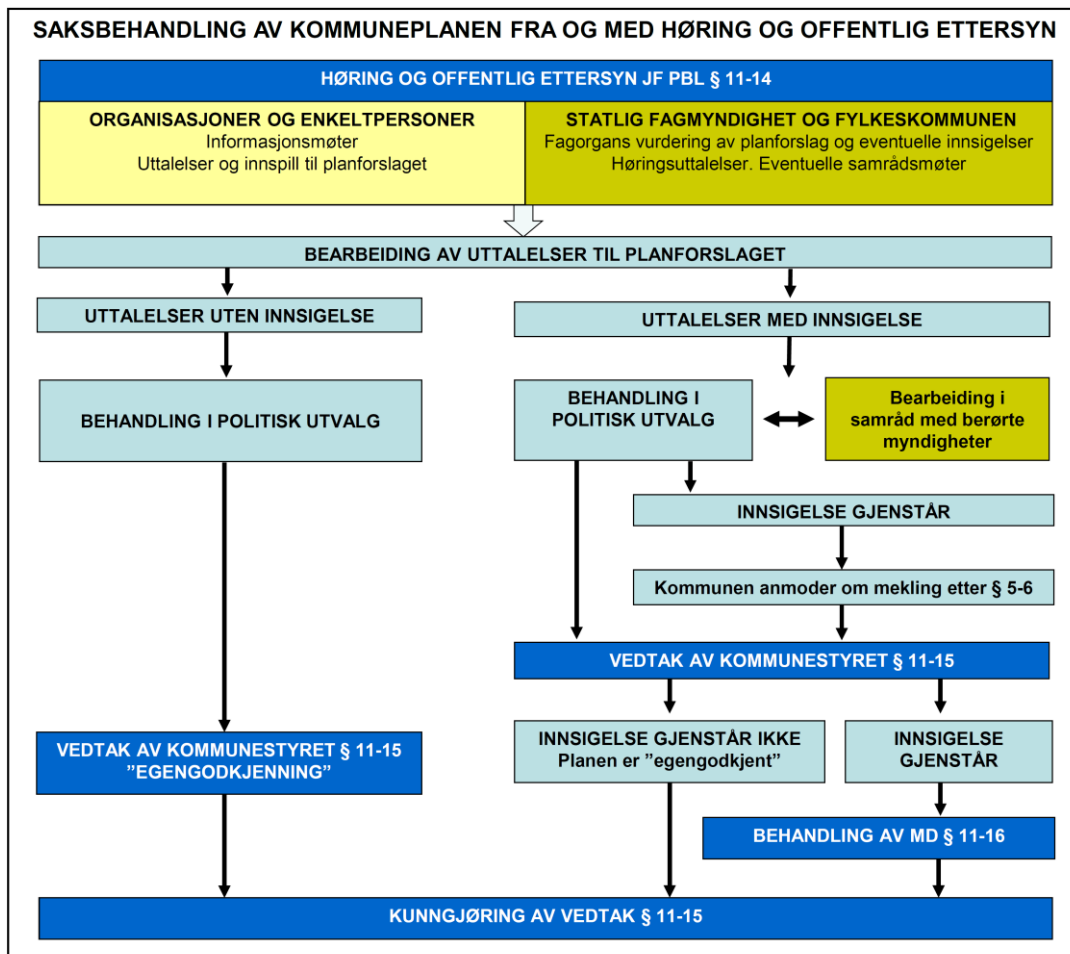 SAKSBEHANDLING AV KOMMUNEPLANEN FRA OG MED HØRING OG OFFENTLIG ETTERSYN
HØRING OG OFFENTLIG ETTERSYN JF PBL § 11-14
ORGANISASJONER OG ENKELTPERSONER
Informasjonsmøter
Uttalelser og innspill til planforslaget
STATLIG FAGMYNDIGHET OG FYLKESKOMMUNEN
Fagorgans vurdering av planforslag og eventuelle innsigelser
Høringsuttalelser. Eventuelle samrådsmøter
BEARBEIDING AV UTTALELSER TIL PLANFORSLAGET
UTTALELSER UTEN INNSIGELSE
UTTALELSER MED INNSIGELSE
BEHANDLING I POLITISK UTVALG
BEHANDLING I
POLITISK UTVALG
Bearbeiding i
samråd med berørte
myndigheter
INNSIGELSE GJENSTÅR
Kommunen anmoder om mekling etter § 5-6
VEDTAK AV KOMMUNESTYRET § 11-15
VEDTAK AV KOMMUNESTYRET § 11-15
”EGENGODKJENNING”
INNSIGELSE GJENSTÅR IKKE
Planen er ”egengodkjent”
INNSIGELSE
GJENSTÅR
BEHANDLING AV MD § 11-16
KUNNGJØRING AV VEDTAK § 11-15